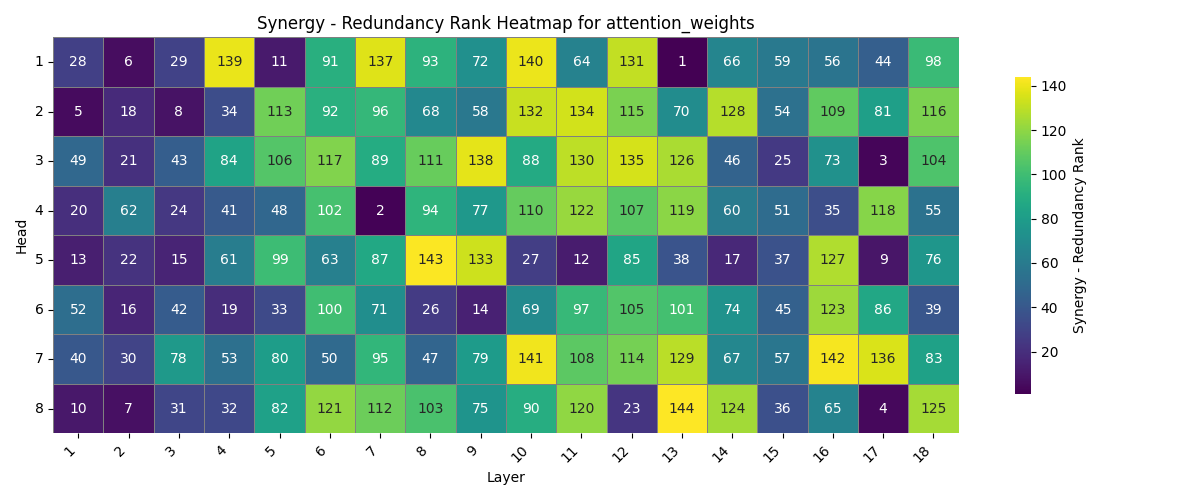 Synergy - Redundancy Rank Heatmap for attention_weights
Head
1 28 6 29 139 11 91 137 93 72 140 64 131 1 66 59 56 44 98
2 5 18 8 34 113 92 96 68 58 132 134 115 70 128 54 109 81 116
3 49 21 43 84 106 117 89 111 138 88 130 135 126 46 25 73 3 104
4 20 62 24 41 48 102 2 94 77 110 122 107 119 60 51 35 118 55
5 13 22 15 61 99 63 87 143 133 27 12 85 38 17 37 127 9 76
6 52 16 42 19 33 100 71 26 14 69 97 105 101 74 45 123 86 39
7 40 30 78 53 80 50 95 47 79 141 108 114 129 67 57 142 136 83
8 10 7 31 32 82 121 112 103 75 90 120 23 144 124 36 65 4 125
1 2 3 4 5 6 7 8 9 10 11 12 13 14 15 16 17 18
Layer
140
120
100
80
60
40
20
Synergy - Redundancy Rank